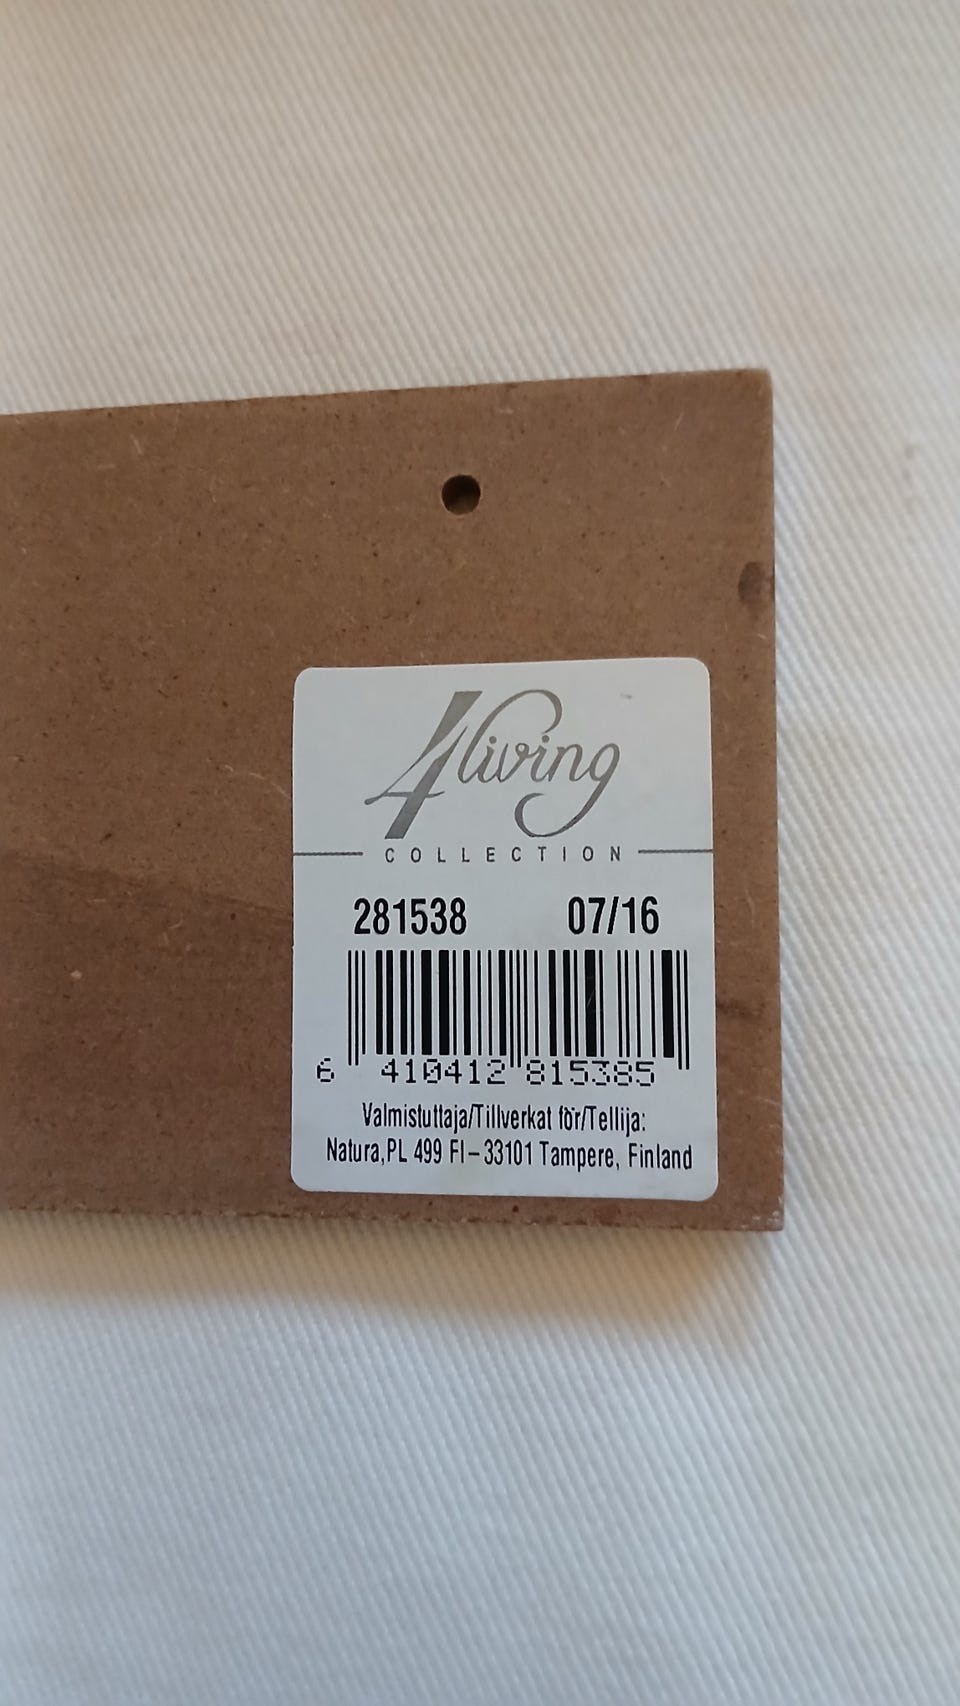 4living
COLLECTION
281538 07/16
6 410412 815385
Valmistuttaja/Tillverkat för/Tellija:
Natura,PL 499 FI-33101 Tampere, Finland